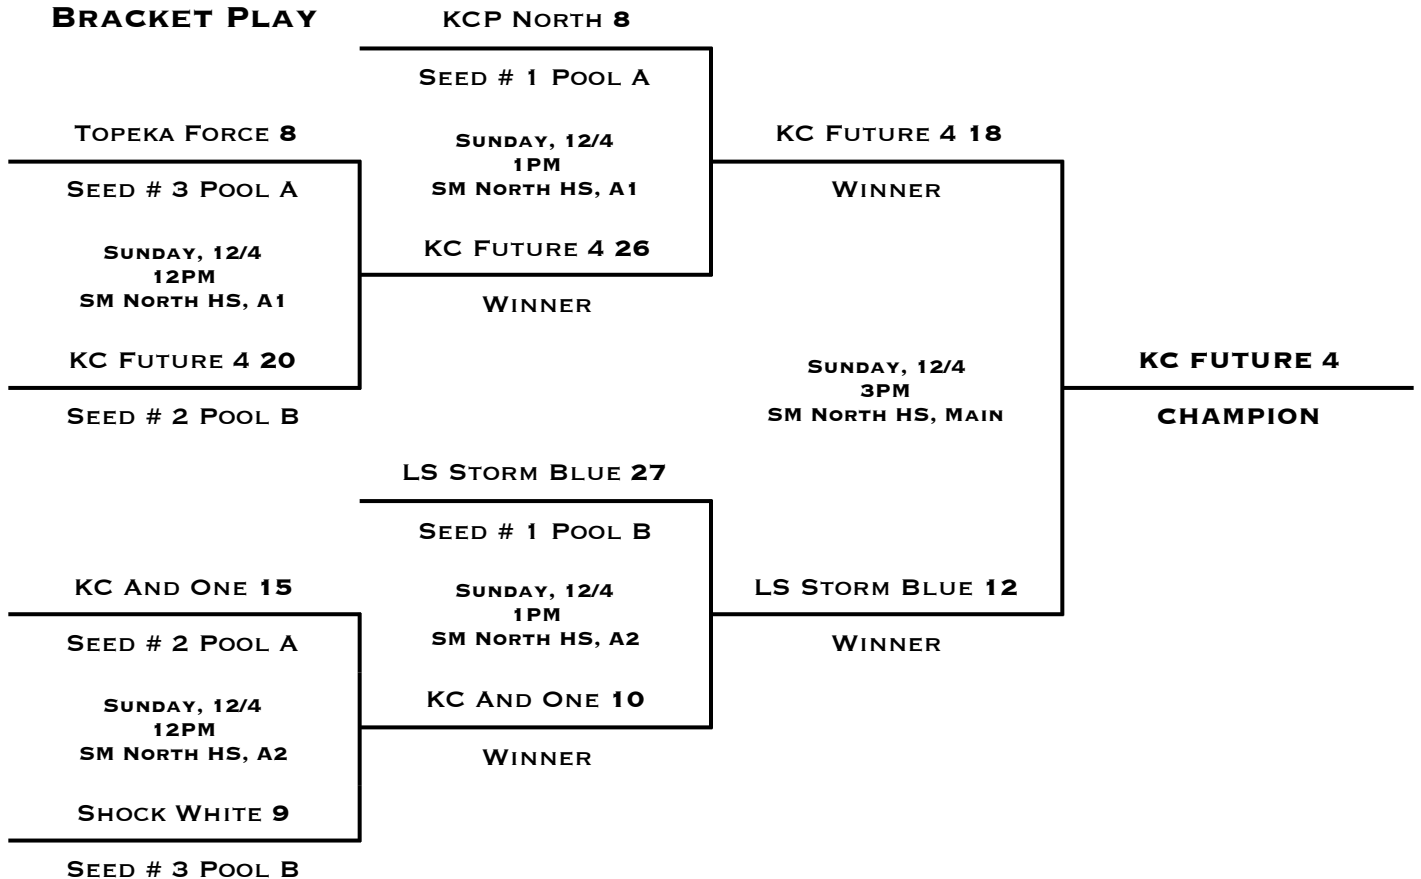 Bracket Play
KCP North 8
Seed # 1 Pool A
Topeka Force 8
Sunday, 12/4
1PM
SM North HS, A1
KC Future 4 18
Seed # 3 Pool A
Winner
Sunday, 12/4
12PM
SM North HS, A1
KC Future 4 26
Winner
KC Future 4 20
Seed # 2 Pool B
Sunday, 12/4
3PM
SM North HS, Main
KC FUTURE 4
CHAMPION
LS Storm Blue 27
Seed # 1 Pool B
KC And One 15
Sunday, 12/4
1PM
SM North HS, A2
LS Storm Blue 12
Seed # 2 Pool A
Winner
Sunday, 12/4
12PM
SM North HS, A2
KC And One 10
Winner
Shock White 9
Seed # 3 Pool B